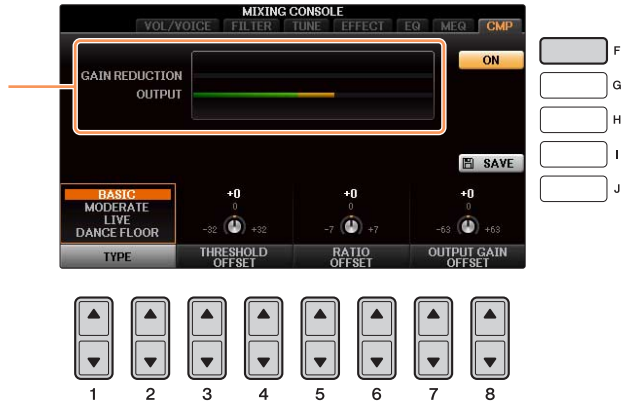 MIXING CONSOLE
VOL/VOICE FILTER TUNE EFFECT EQ MEQ CMP
ON
GAIN REDUCTION
OUTPUT
SAVE
BASIC
MODERATE
LIVE
DANCE FLOOR
TYPE
+0
0
-32 +32
THRESHOLD
OFFSET
+0
0
-7 +7
RATIO
OFFSET
+0
0
-63 +63
OUTPUT GAIN
OFFSET
F
G
H
I
J
1 2 3 4 5 6 7 8